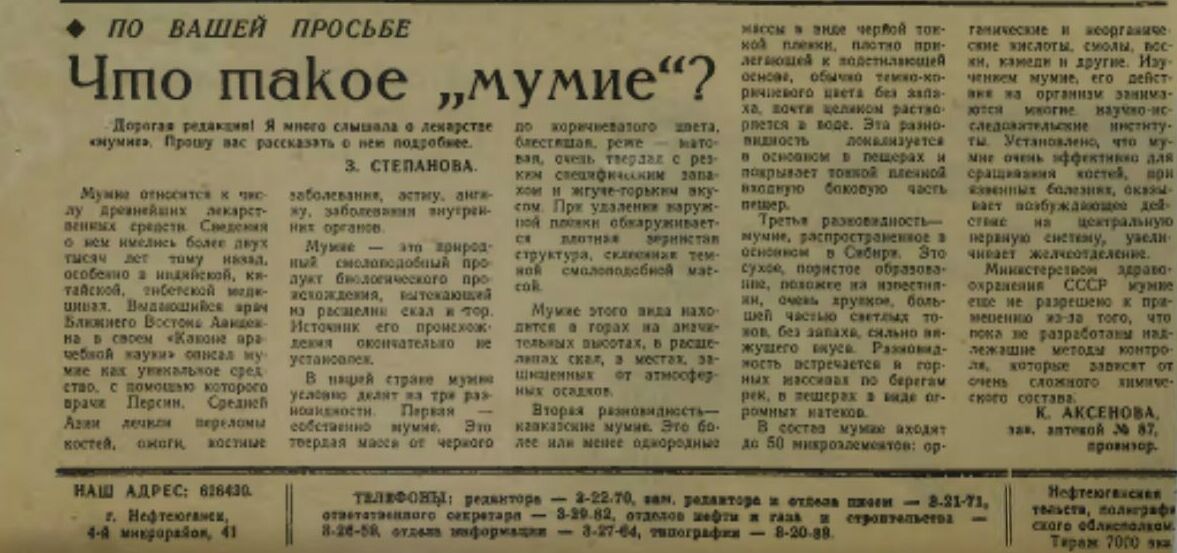 ◆ ПО ВАШЕЙ ПРОСЬБЕ
Что такое „мумие“?
Дорогая редакция! Я много слышала о лекарстве
«мумие». Прошу вас рассказать о нем подробнее.
З. СТЕПАНОВА.
Мумие относится к чис-
лу древнейших лекарст-
венных средств. Сведения
о нем имелись более двух
тысяч лет тому назад,
особенно в индийской, ки-
тайской, тибетской меди-
цинах. Выдающийся врач
Ближнего Востока Авицен-
на в своем «Каноне вра-
чебной науки» описал му-
мие как уникальное сред-
ство, с помощью которого
врачи Персии, Средней
Азии лечили переломы
костей, ожоги, костные
заболевания, астму, анги-
ну, заболевания внутрен-
них органов.
Мумие — это природ-
ный смолоподобный про-
дукт биологического про-
исхождения, вытекающий
из расщелин скал и гор.
Источник его происхож-
дения окончательно не
установлен.
В нашей стране мумие
условно делят на три раз-
новидности. Первая —
собственно мумие. Это
твердая масса от черного
до коричневатого цвета,
блестящая, реже — мато-
вая, очень твердая с рез-
ким специфическим запа-
хом и жгуче-горьким вку-
сом. При удалении наруж-
ной пленки обнаруживает-
ся плотная зернистая
структура, склеенная тем-
ной смолоподобной мас-
сой.
Мумие этого вида нахо-
дится в горах на значи-
тельных высотах, в расще-
линах скал, в местах, за-
щищенных от атмосфер-
ных осадков.
Вторая разновидность—
кавказские мумие. Это бо-
лее или менее однородные
массы в виде черной тон-
кой пленки, плотно при-
легающей к подстилающей
основе, обычно темно-ко-
ричневого цвета без запа-
ха, почти целиком раство-
ряется в воде. Эта разно-
видность локализуется
в основном в пещерах и
покрывает тонкой пленкой
входную боковую часть
пещер.
Третья разновидность—
мумие, распространенное в
основном в Сибири. Это
сухое, пористое образова-
ние, похожее на известня-
ки, очень хрупкое, боль-
шей частью светлых то-
нов, без запаха, сильно вя-
жущего вкуса. Разновид-
ность встречается в гор-
ных массивах по берегам
рек, в пещерах в виде ог-
ромных натеков.
В состав мумие входят
до 50 микроэлементов: ор-
ганические и неорганиче-
ские кислоты, смолы, вос-
ки, камеди и другие. Изу-
чением мумие, его дейст-
вия на организм занима-
ются многие научно-ис-
следовательские институ-
ты. Установлено, что му-
мие очень эффективно для
сращивания костей, при
язвенных болезнях, оказы-
вает возбуждающее дей-
ствие на центральную
нервную систему, увели-
чивает желчеотделение.
Министерством здраво-
охранения СССР мумие
еще не разрешено к при-
менению из-за того, что
пока не разработаны над-
лежащие методы контро-
ля, которые зависят от
очень сложного химиче-
ского состава.
К. АКСЕНОВА,
зав. аптекой № 87,
провизор.
НАШ АДРЕС: 626430.
г. Нефтеюганск,
4-й микрорайон, 41
ТЕЛЕФОНЫ: редактора — 3-22-70, зам. редактора и отдела писем — 3-21-71,
ответственного секретаря — 3-29-82, отделов нефти и газа и строительства —
3-26-58, отдела информации — 3-27-64, типографии — 3-20-88.
Нефтеюганская
тельств, полиграфи
ского облисполком
Тираж 7000 экз